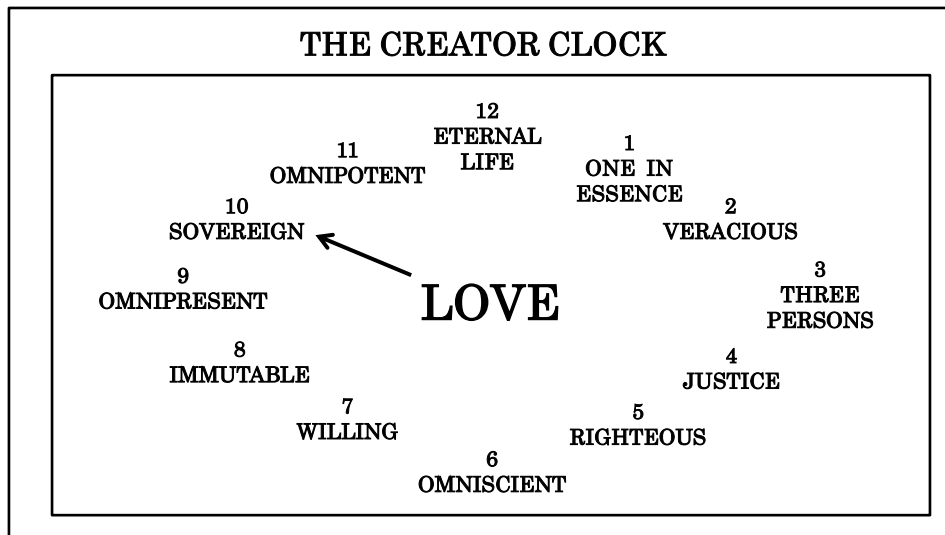 THE CREATOR CLOCK
12
ETERNAL
LIFE
1
ONE IN
ESSENCE
2
VERACIOUS
3
THREE
PERSONS
4
JUSTICE
5
RIGHTEOUS
6
OMNISCIENT
7
WILLING
8
IMMUTABLE
9
OMNIPRESENT
10
SOVEREIGN
11
OMNIPOTENT
LOVE